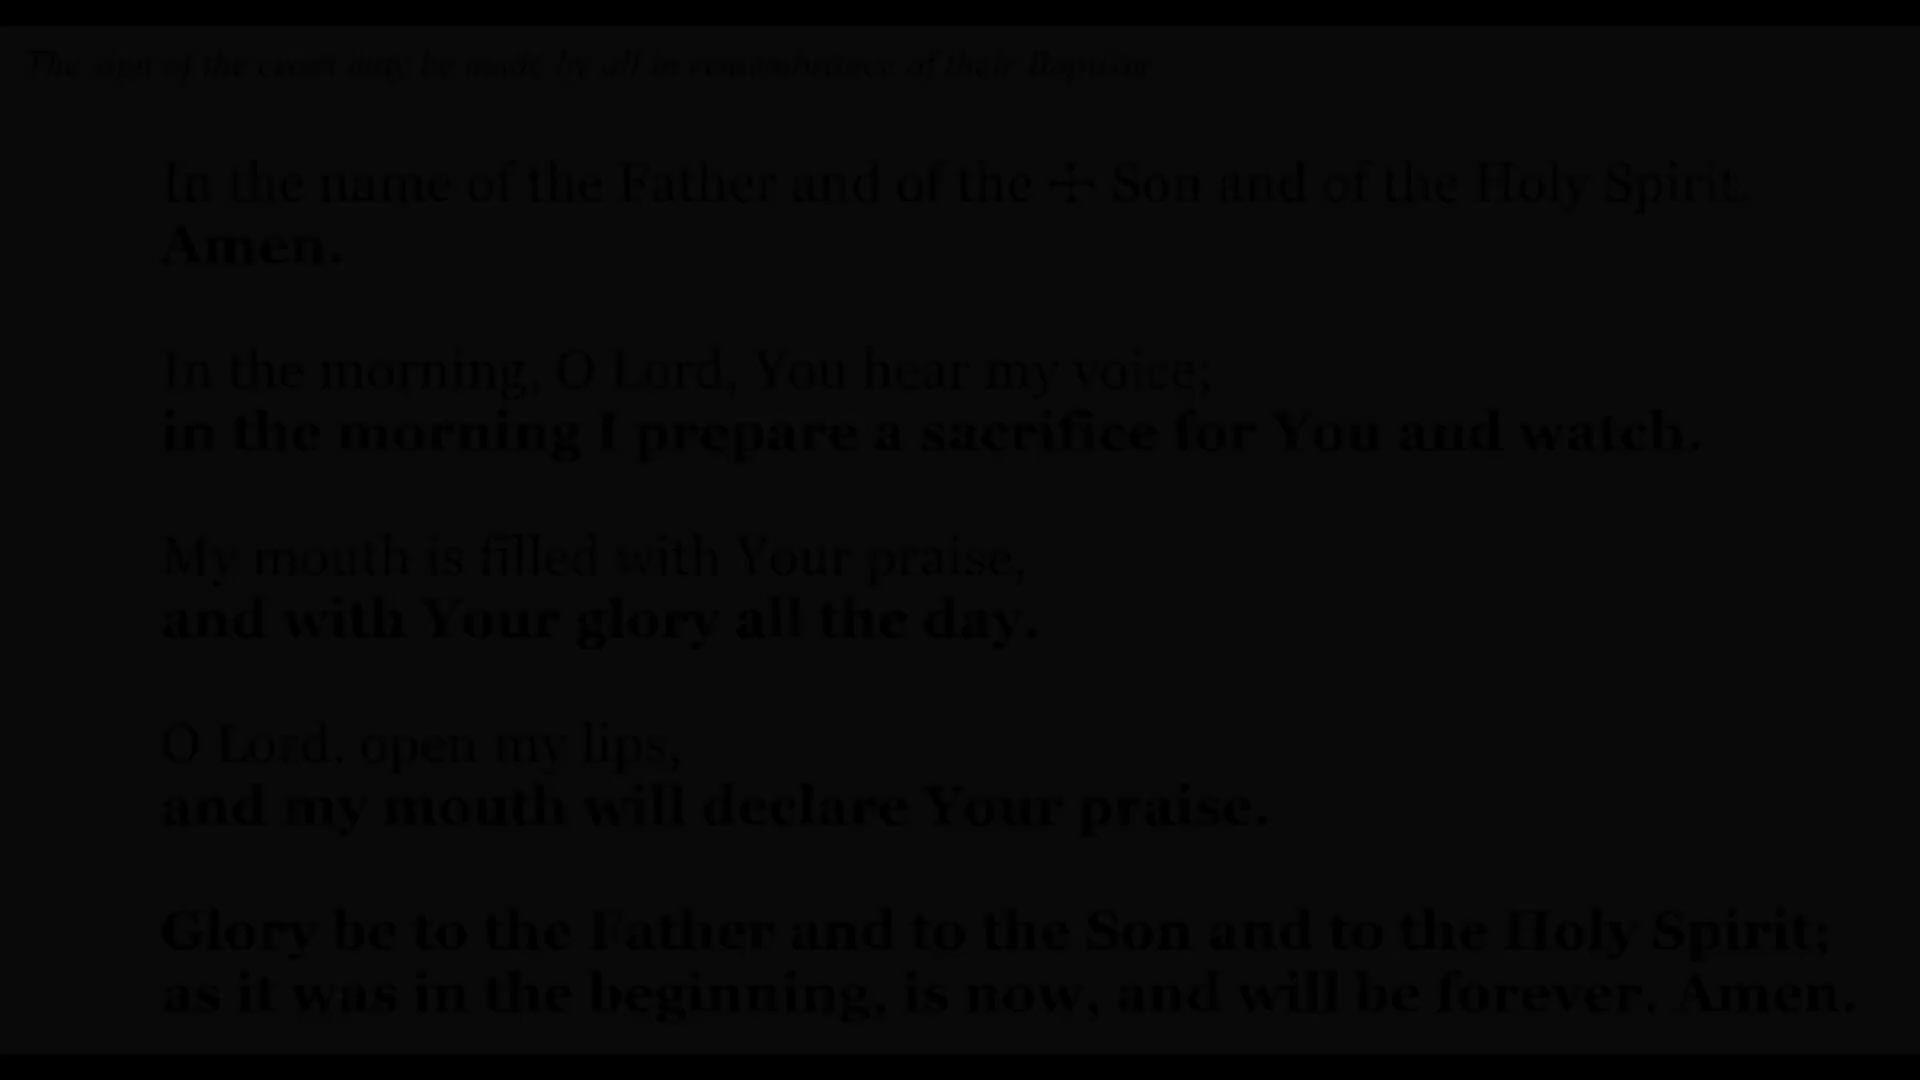 The sign of the cross may be made by all in remembrance of their Baptism
In the name of the Father and of the ☩ Son and of the Holy Spirit.
Amen.
In the morning, O Lord, You hear my voice;
in the morning I prepare a sacrifice for You and watch.
My mouth is filled with Your praise,
and with Your glory all the day.
O Lord, open my lips,
and my mouth will declare Your praise.
Glory be to the Father and to the Son and to the Holy Spirit;
as it was in the beginning, is now, and will be forever. Amen.